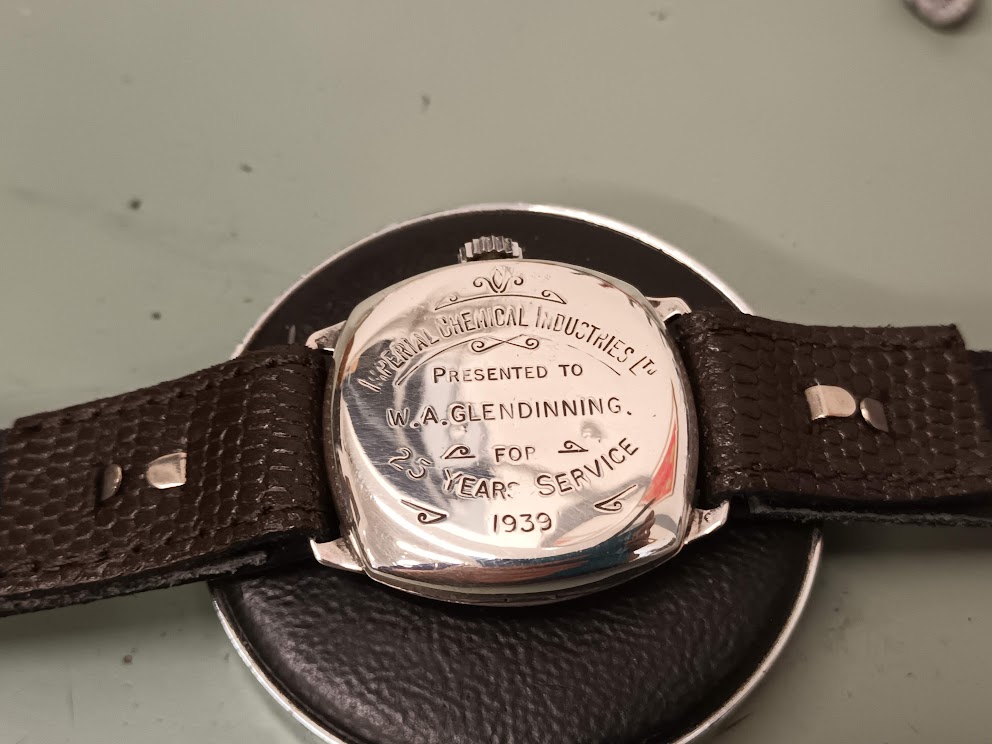 IMPERIAL CHEMICAL INDUSTRIES LTD
PRESENTED TO
W.A.GLENDINNING.
FOR
25 YEARS SERVICE
1939